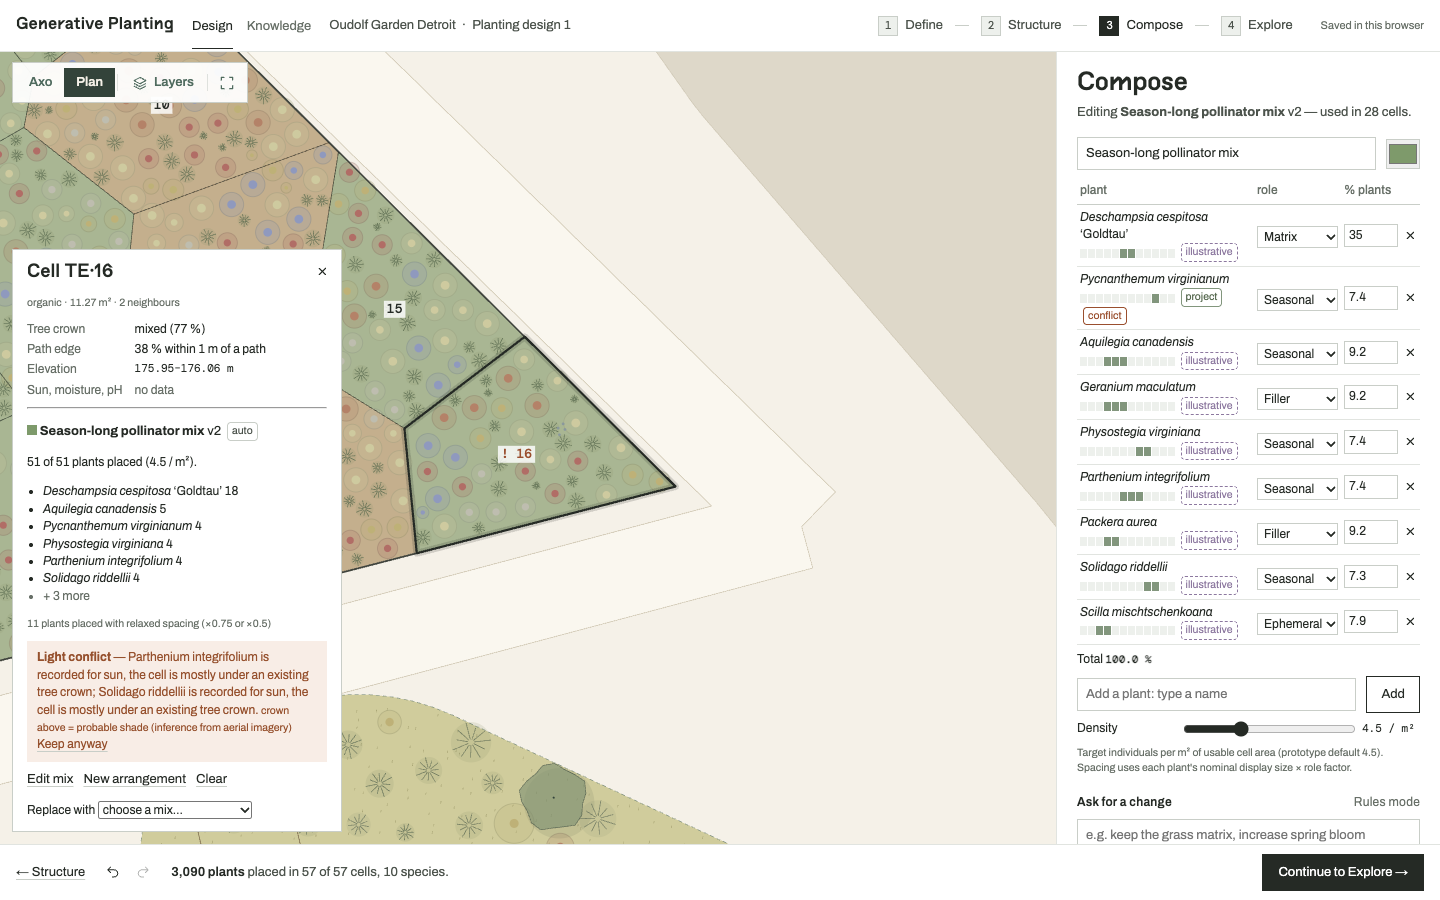 Generative Planting
Design
Knowledge
Oudolf Garden Detroit · Planting design 1
1 Define — 2 Structure — 3 Compose — 4 Explore
Saved in this browser
Axo
Plan
Layers
10
15
! 16
Cell TE·16
×
organic · 11.27 m² · 2 neighbours
Tree crown mixed (77 %)
Path edge 38 % within 1 m of a path
Elevation 175.95–176.06 m
Sun, moisture, pH no data
Season-long pollinator mix v2 auto
51 of 51 plants placed (4.5 / m²).
• Deschampsia cespitosa ‘Goldtau’ 18
• Aquilegia canadensis 5
• Pycnanthemum virginianum 4
• Physostegia virginiana 4
• Parthenium integrifolium 4
• Solidago riddellii 4
• + 3 more
11 plants placed with relaxed spacing (×0.75 or ×0.5)
Light conflict — Parthenium integrifolium is
recorded for sun, the cell is mostly under an existing
tree crown; Solidago riddellii is recorded for sun, the
cell is mostly under an existing tree crown. crown
above = probable shade (inference from aerial imagery)
Keep anyway
Edit mix New arrangement Clear
Replace with choose a mix...
Compose
Editing Season-long pollinator mix v2 — used in 28 cells.
Season-long pollinator mix
plant role % plants
Deschampsia cespitosa
‘Goldtau’
illustrative
Matrix 35 ×
Pycnanthemum virginianum
project
conflict
Seasonal 7.4 ×
Aquilegia canadensis
illustrative
Seasonal 9.2 ×
Geranium maculatum
illustrative
Filler 9.2 ×
Physostegia virginiana
illustrative
Seasonal 7.4 ×
Parthenium integrifolium
illustrative
Seasonal 7.4 ×
Packera aurea
illustrative
Filler 9.2 ×
Solidago riddellii
illustrative
Seasonal 7.3 ×
Scilla mischtschenkoana
illustrative
Ephemeral 7.9 ×
Total 100.0 %
Add a plant: type a name
Add
Density 4.5 / m²
Target individuals per m² of usable cell area (prototype default 4.5).
Spacing uses each plant's nominal display size × role factor.
Ask for a change
Rules mode
e.g. keep the grass matrix, increase spring bloom
← Structure
3,090 plants placed in 57 of 57 cells, 10 species.
Continue to Explore →